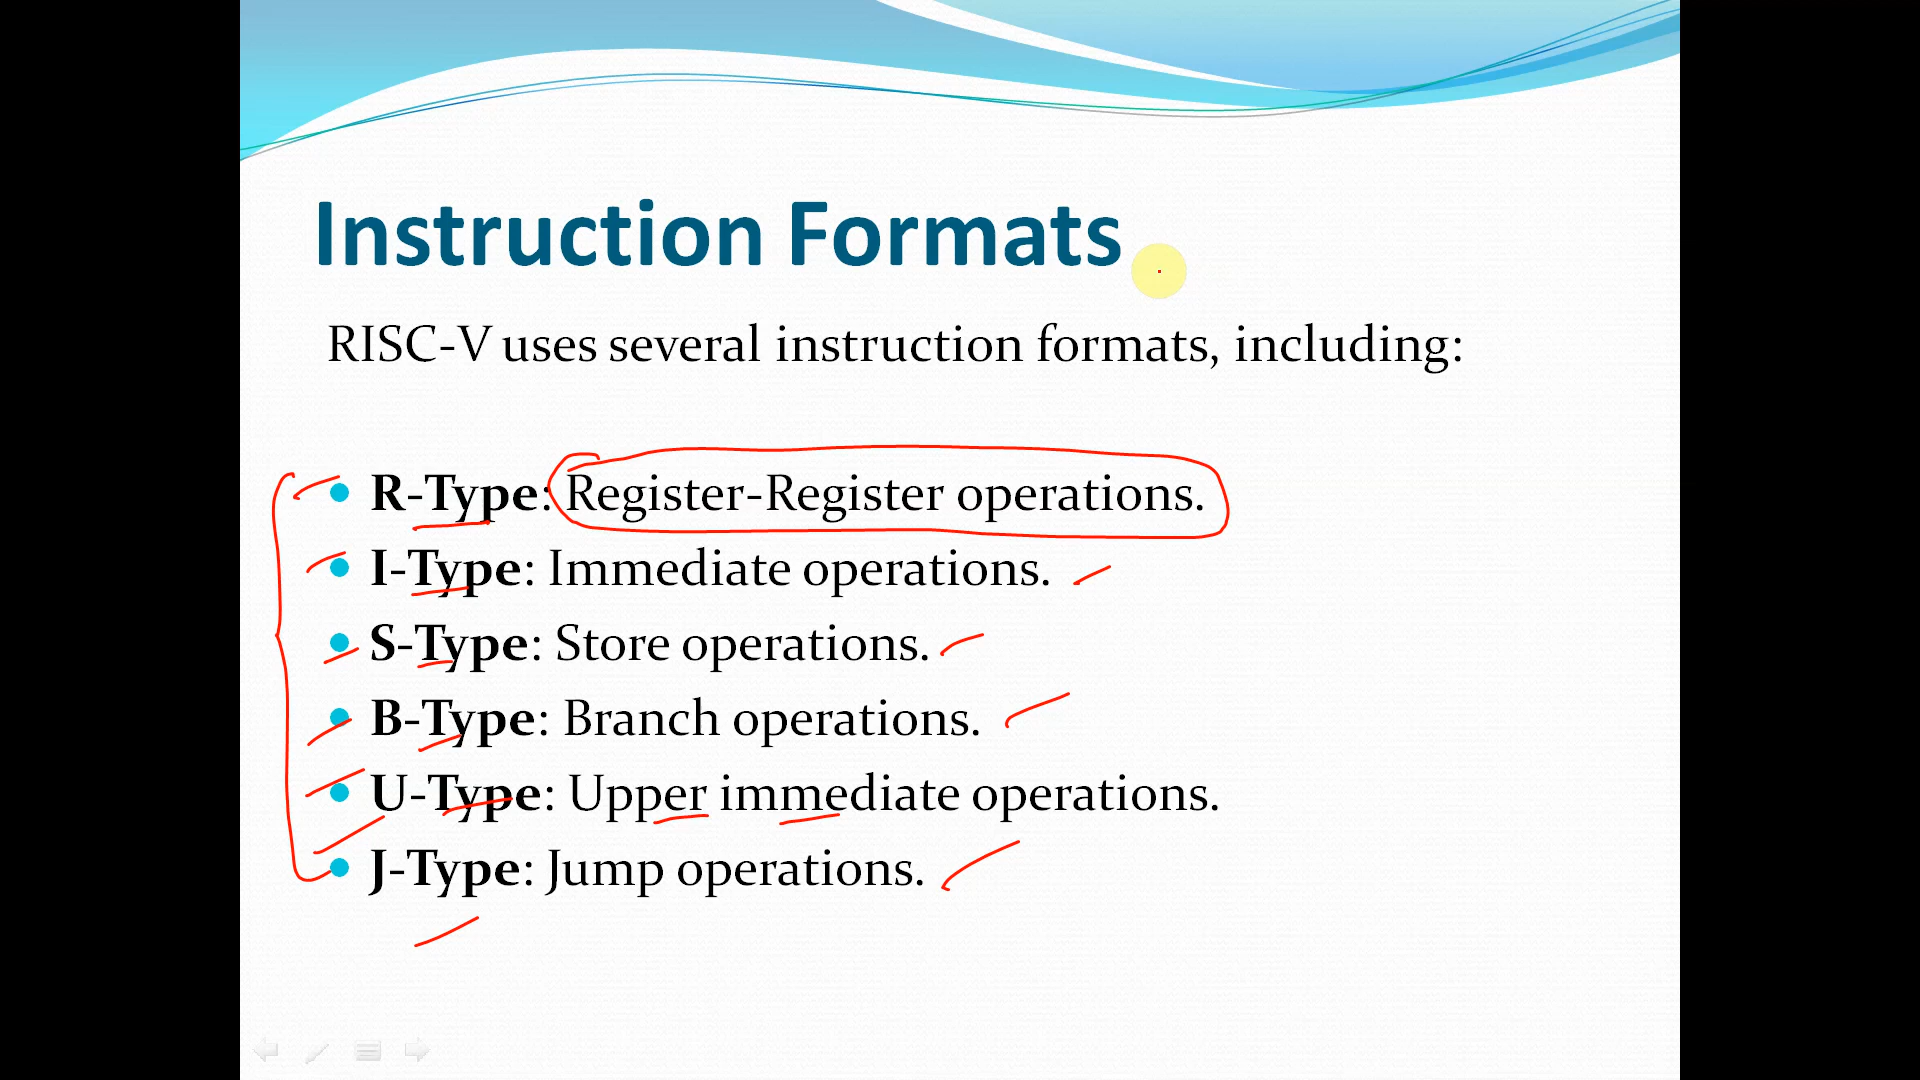 Instruction Formats
RISC-V uses several instruction formats, including:
R-Type: Register-Register operations.
I-Type: Immediate operations.
S-Type: Store operations.
B-Type: Branch operations.
U-Type: Upper immediate operations.
J-Type: Jump operations.